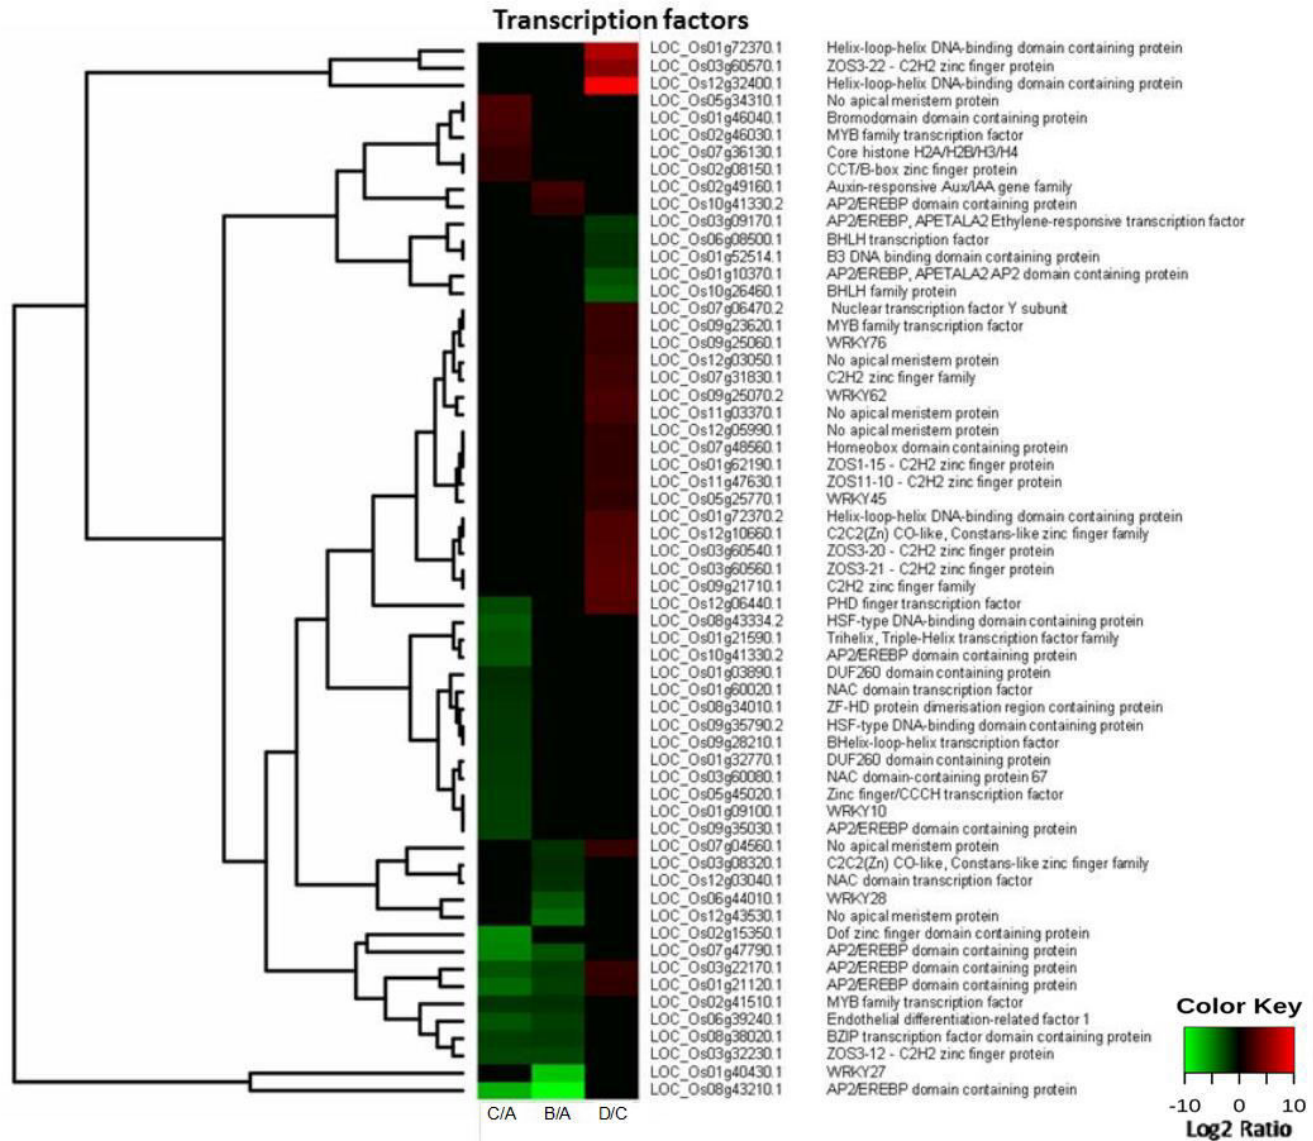 Transcription factors
LOC_Os01g72370.1 Helix-loop-helix DNA-binding domain containing protein
LOC_Os03g60570.1 ZOS3-22 - C2H2 zinc finger protein
LOC_Os12g32400.1 Helix-loop-helix DNA-binding domain containing protein
LOC_Os05g34310.1 No apical meristem protein
LOC_Os01g46040.1 Bromodomain domain containing protein
LOC_Os02g46030.1 MYB family transcription factor
LOC_Os07g36130.1 Core histone H2A/H2B/H3/H4
LOC_Os02g08150.1 CCT/B-box zinc finger protein
LOC_Os02g49160.1 Auxin-responsive Aux/IAA gene family
LOC_Os10g41330.2 AP2/EREBP domain containing protein
LOC_Os03g09170.1 AP2/EREBP, APETALA2 Ethylene-responsive transcription factor
LOC_Os06g08500.1 BHLH transcription factor
LOC_Os01g52514.1 B3 DNA binding domain containing protein
LOC_Os01g10370.1 AP2/EREBP, APETALA2 AP2 domain containing protein
LOC_Os10g26460.1 BHLH family protein
LOC_Os07g06470.2 Nuclear transcription factor Y subunit
LOC_Os09g23620.1 MYB family transcription factor
LOC_Os09g25060.1 WRKY76
LOC_Os12g03050.1 No apical meristem protein
LOC_Os07g31830.1 C2H2 zinc finger family
LOC_Os09g25070.2 WRKY62
LOC_Os11g03370.1 No apical meristem protein
LOC_Os12g05990.1 No apical meristem protein
LOC_Os07g48560.1 Homeobox domain containing protein
LOC_Os01g62190.1 ZOS1-15 - C2H2 zinc finger protein
LOC_Os11g47630.1 ZOS11-10 - C2H2 zinc finger protein
LOC_Os05g25770.1 WRKY45
LOC_Os01g72370.2 Helix-loop-helix DNA-binding domain containing protein
LOC_Os12g10660.1 C2C2(Zn) CO-like, Constans-like zinc finger family
LOC_Os03g60540.1 ZOS3-20 - C2H2 zinc finger protein
LOC_Os03g60560.1 ZOS3-21 - C2H2 zinc finger protein
LOC_Os09g21710.1 C2H2 zinc finger family
LOC_Os12g06440.1 PHD finger transcription factor
LOC_Os08g43334.2 HSF-type DNA-binding domain containing protein
LOC_Os01g21590.1 Trihelix, Triple-Helix transcription factor family
LOC_Os10g41330.2 AP2/EREBP domain containing protein
LOC_Os01g03890.1 DUF260 domain containing protein
LOC_Os01g60020.1 NAC domain transcription factor
LOC_Os08g34010.1 ZF-HD protein dimerisation region containing protein
LOC_Os09g35790.2 HSF-type DNA-binding domain containing protein
LOC_Os09g28210.1 BHelix-loop-helix transcription factor
LOC_Os01g32770.1 DUF260 domain containing protein
LOC_Os03g60080.1 NAC domain-containing protein 67
LOC_Os05g45020.1 Zinc finger/CCCH transcription factor
LOC_Os01g09100.1 WRKY10
LOC_Os09g35030.1 AP2/EREBP domain containing protein
LOC_Os07g04560.1 No apical meristem protein
LOC_Os03g08320.1 C2C2(Zn) CO-like, Constans-like zinc finger family
LOC_Os12g03040.1 NAC domain transcription factor
LOC_Os06g44010.1 WRKY28
LOC_Os12g43530.1 No apical meristem protein
LOC_Os02g15350.1 Dof zinc finger domain containing protein
LOC_Os07g47790.1 AP2/EREBP domain containing protein
LOC_Os03g22170.1 AP2/EREBP domain containing protein
LOC_Os01g21120.1 AP2/EREBP domain containing protein
LOC_Os02g41510.1 MYB family transcription factor
LOC_Os06g39240.1 Endothelial differentiation-related factor 1
LOC_Os08g38020.1 BZIP transcription factor domain containing protein
LOC_Os03g32230.1 ZOS3-12 - C2H2 zinc finger protein
LOC_Os01g40430.1 WRKY27
LOC_Os08g43210.1 AP2/EREBP domain containing protein
C/A B/A D/C
Color Key
-10 0 10
Log2 Ratio